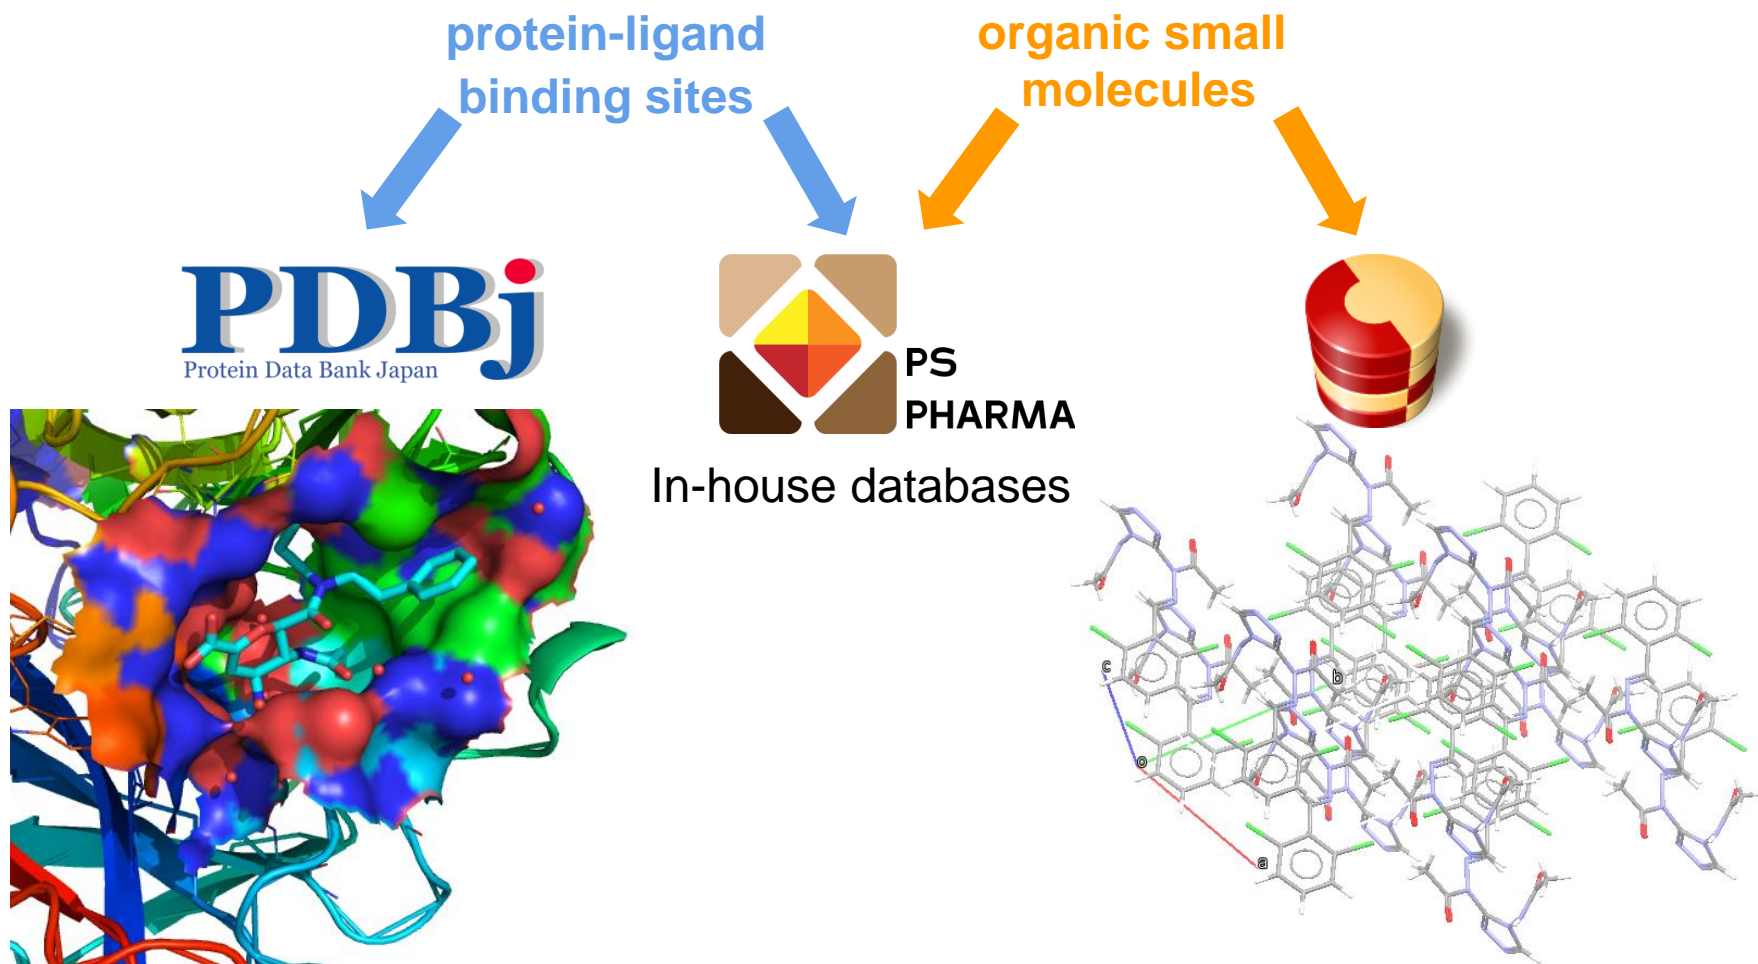 protein-ligand
binding sites
organic small
molecules
PDBj
Protein Data Bank Japan
PS
PHARMA
In-house databases
c
b
o
a